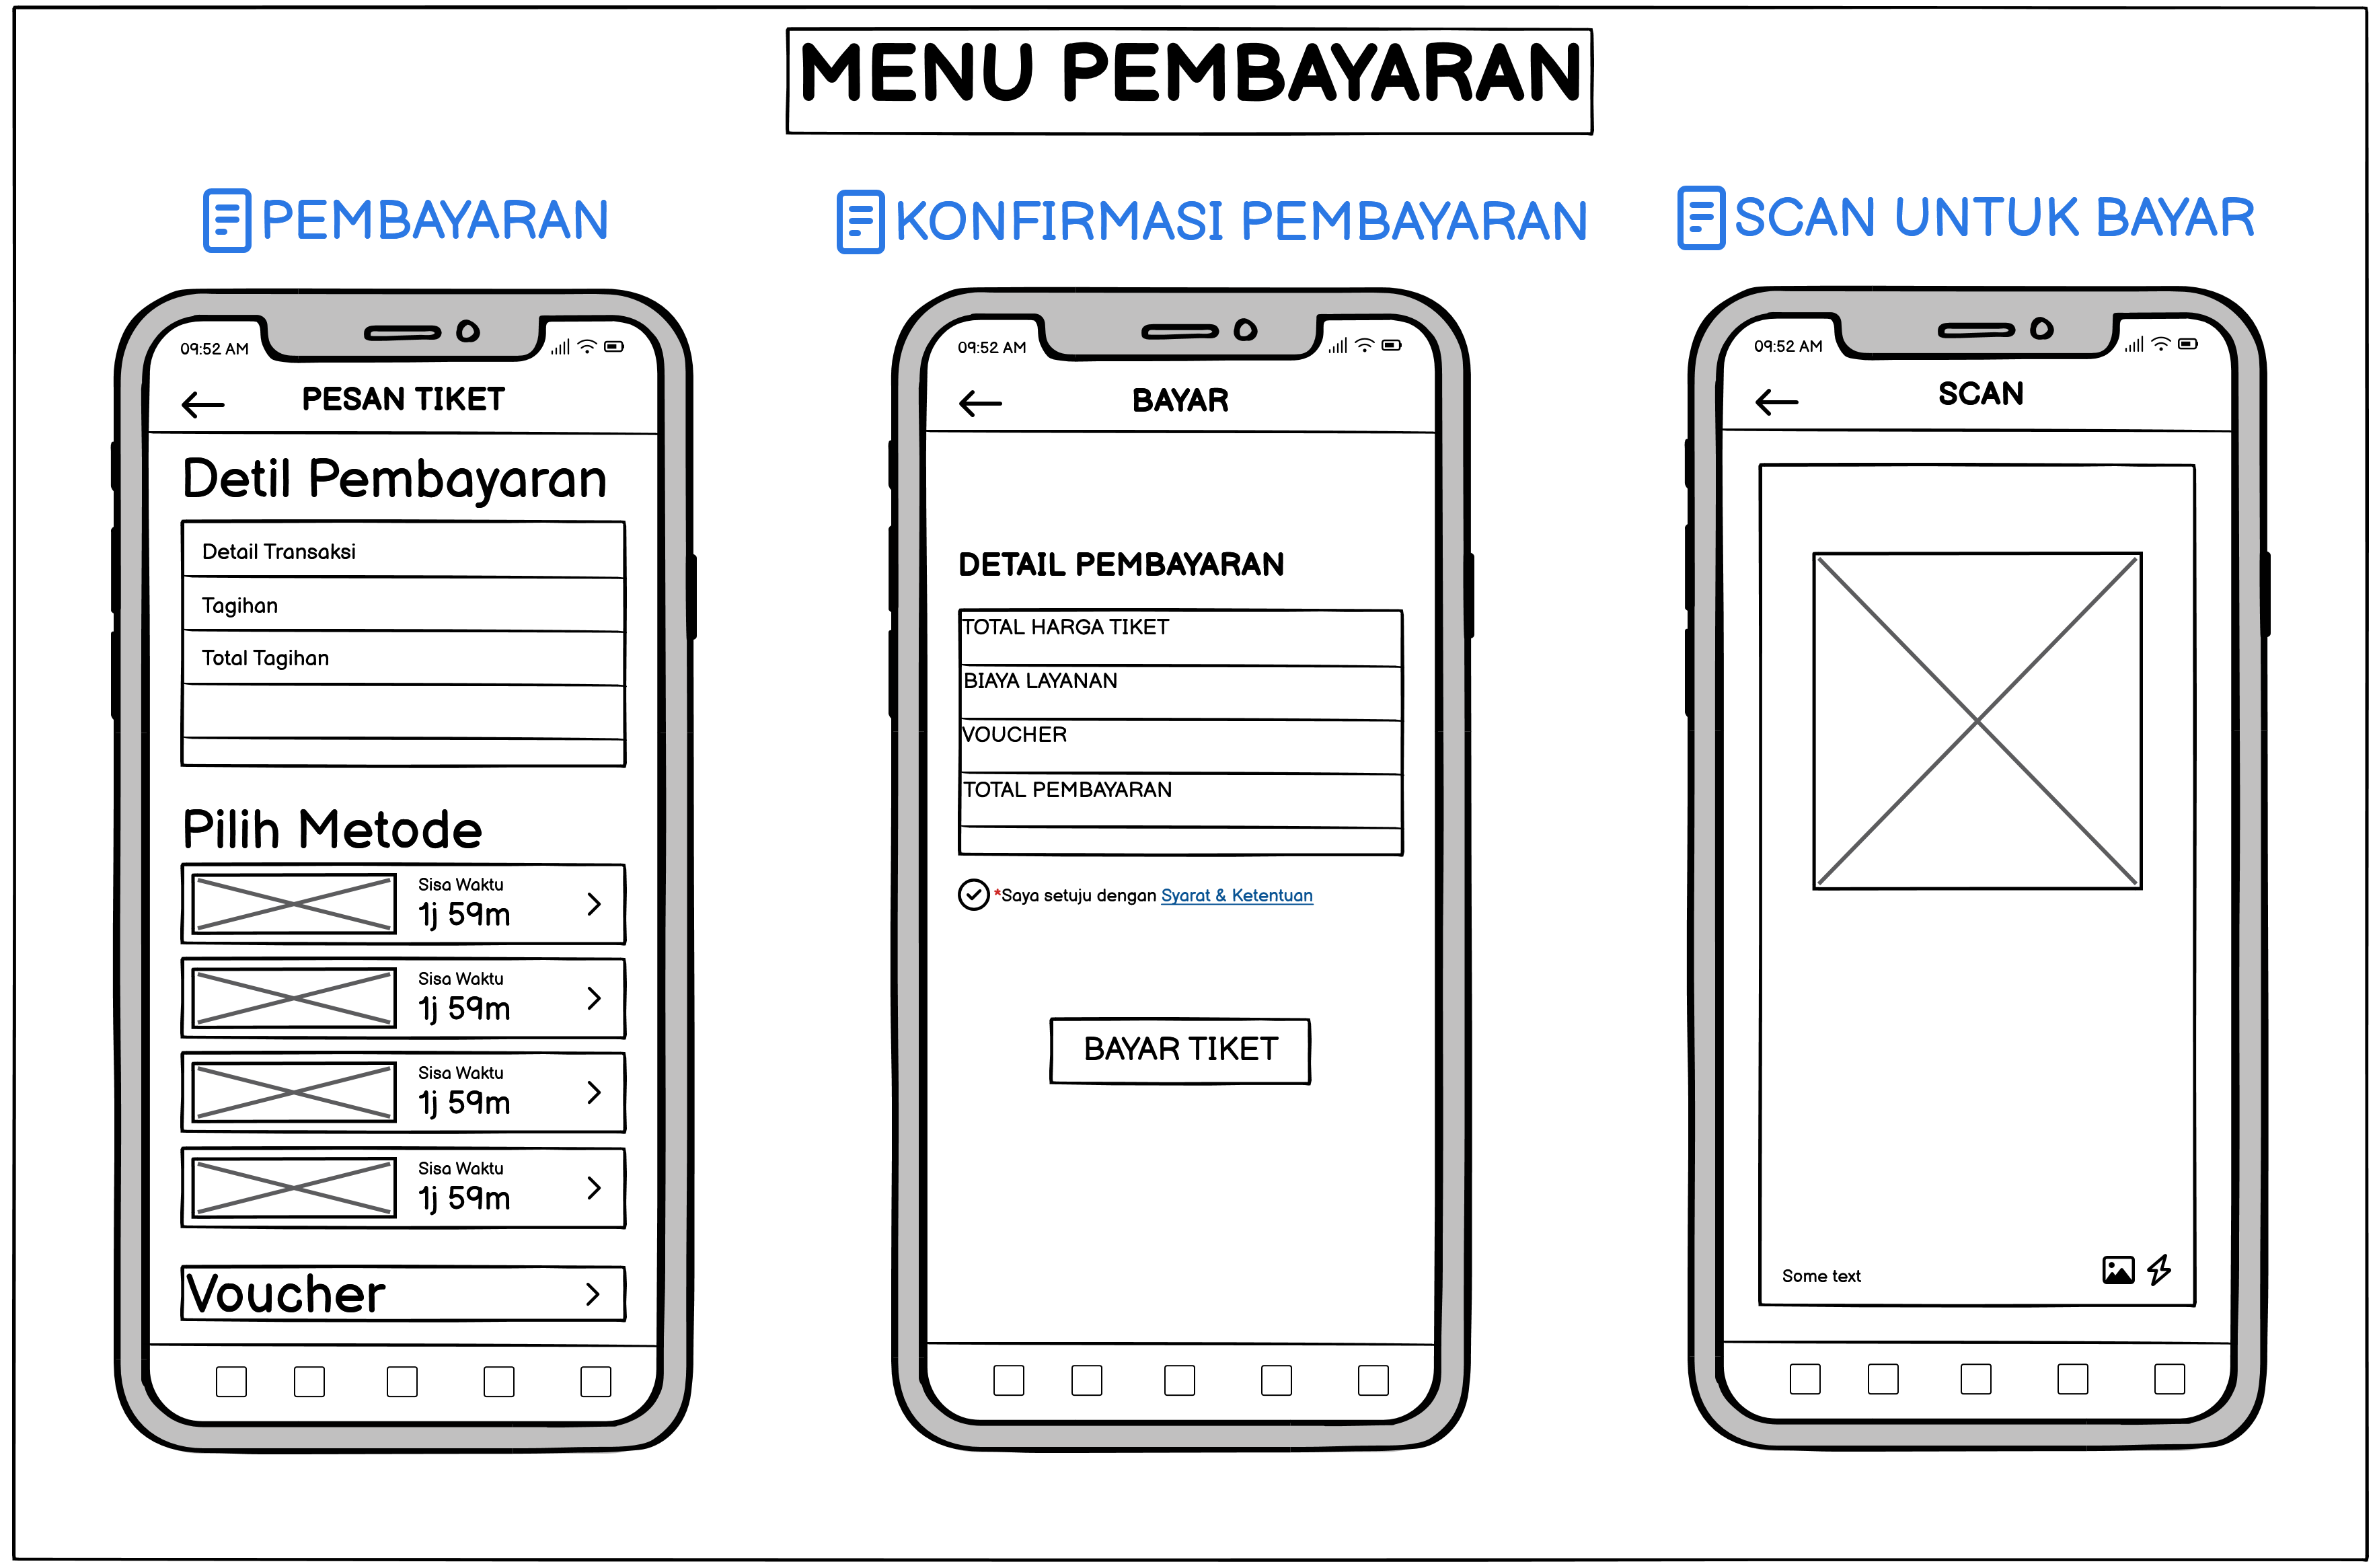 MENU PEMBAYARAN
PEMBAYARAN
09:52 AM
PESAN TIKET
Detil Pembayaran
Detail Transaksi
Tagihan
Total Tagihan
Pilih Metode
Sisa Waktu
1j 59m
Sisa Waktu
1j 59m
Sisa Waktu
1j 59m
Sisa Waktu
1j 59m
Voucher
KONFIRMASI PEMBAYARAN
09:52 AM
BAYAR
DETAIL PEMBAYARAN
TOTAL HARGA TIKET
BIAYA LAYANAN
VOUCHER
TOTAL PEMBAYARAN
*Saya setuju dengan Syarat & Ketentuan
BAYAR TIKET
SCAN UNTUK BAYAR
09:52 AM
SCAN
Some text